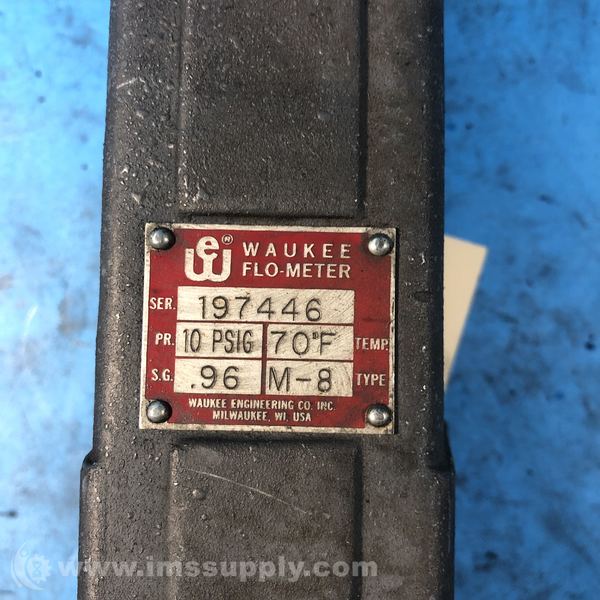 we® WAUKEE
FLO-METER
SER. 197446
PR. 10 PSIG 70°F TEMP.
S.G. .96 M-8 TYPE
WAUKEE ENGINEERING CO. INC.
MILWAUKEE, WI, USA
www.imssupply.com